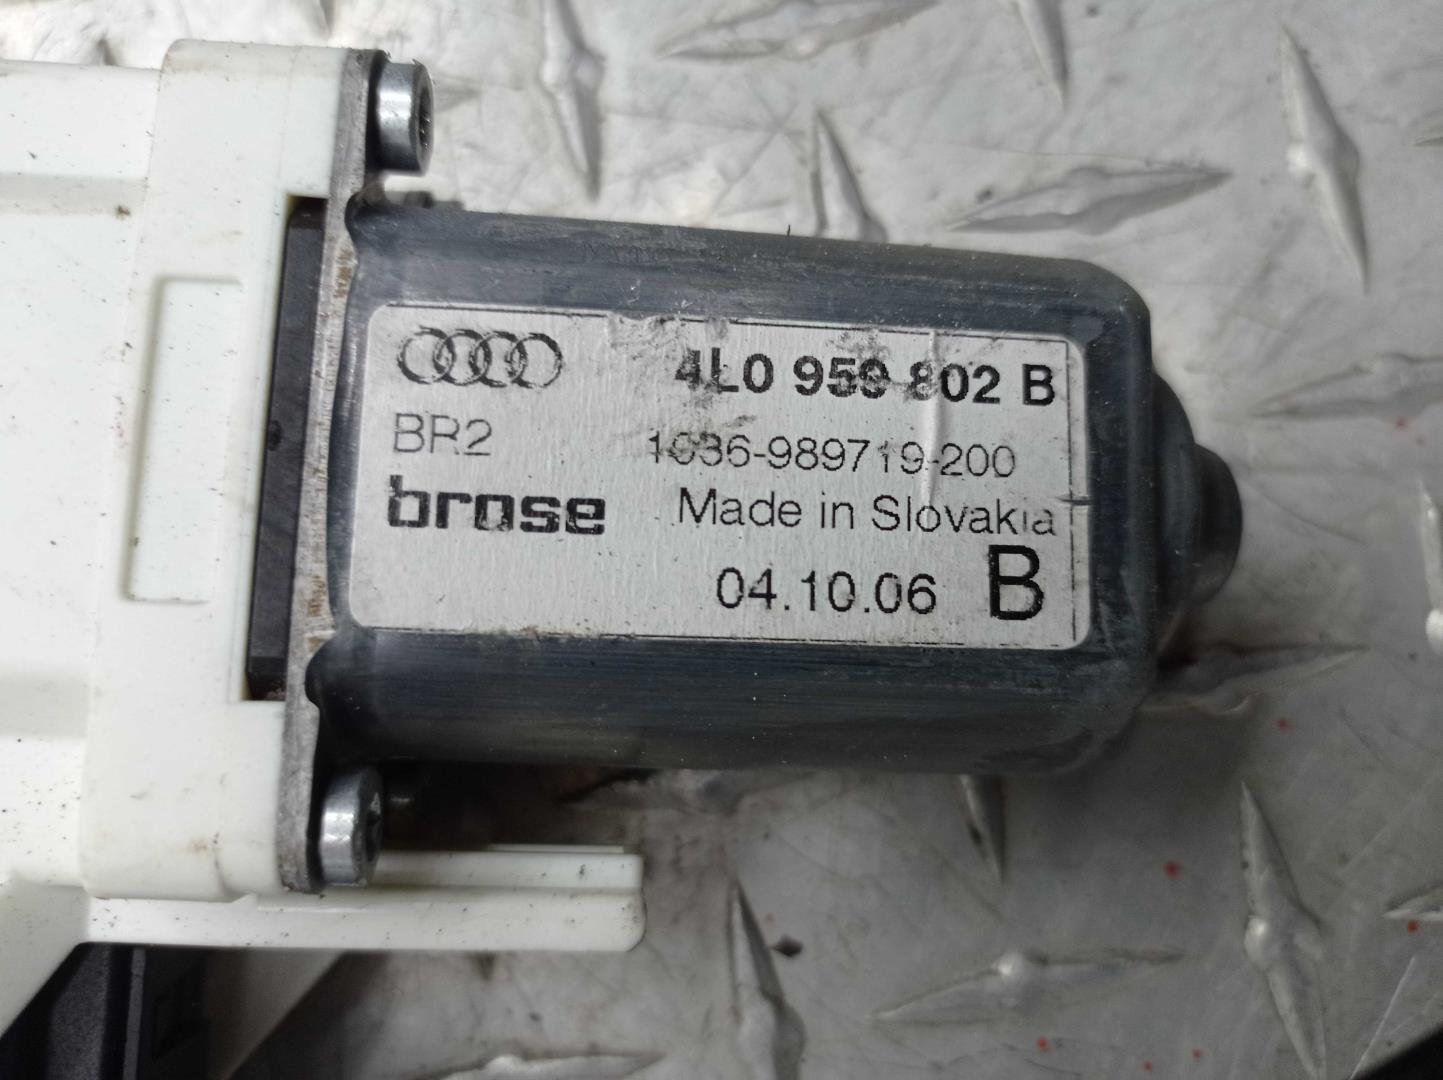 4L0 959 802 B
BR2 1036-989719-200
brose Made in Slovakia
04.10.06 B